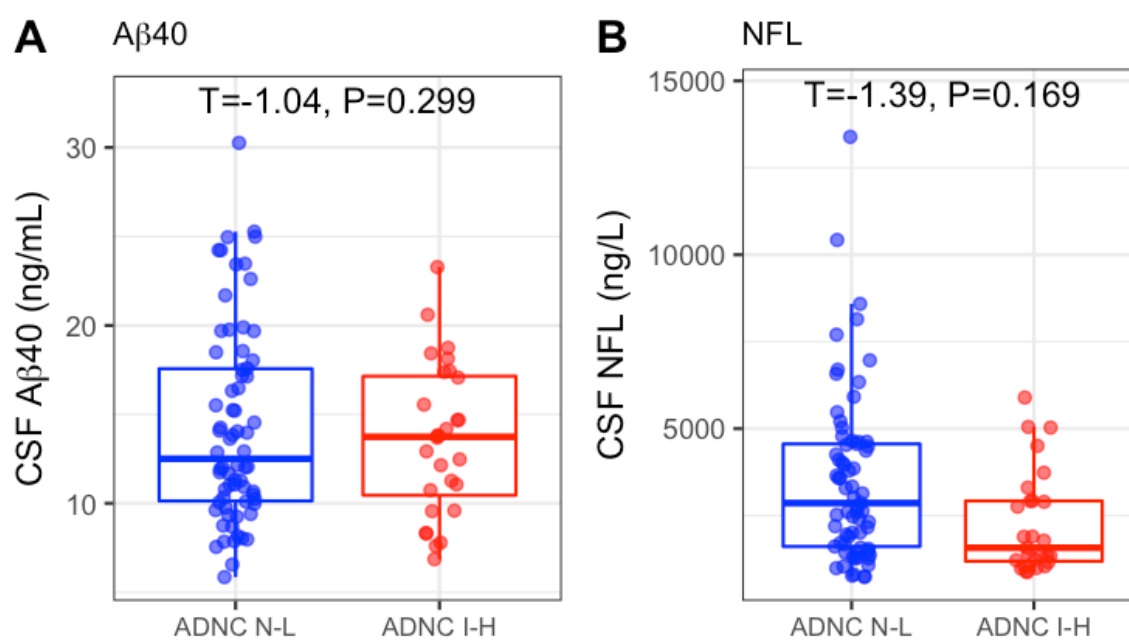 A Aβ40
T=-1.04, P=0.299
CSF Aβ40 (ng/mL)
30
20
10
ADNC N-L ADNC I-H
B NFL
T=-1.39, P=0.169
CSF NFL (ng/L)
15000
10000
5000
ADNC N-L ADNC I-H